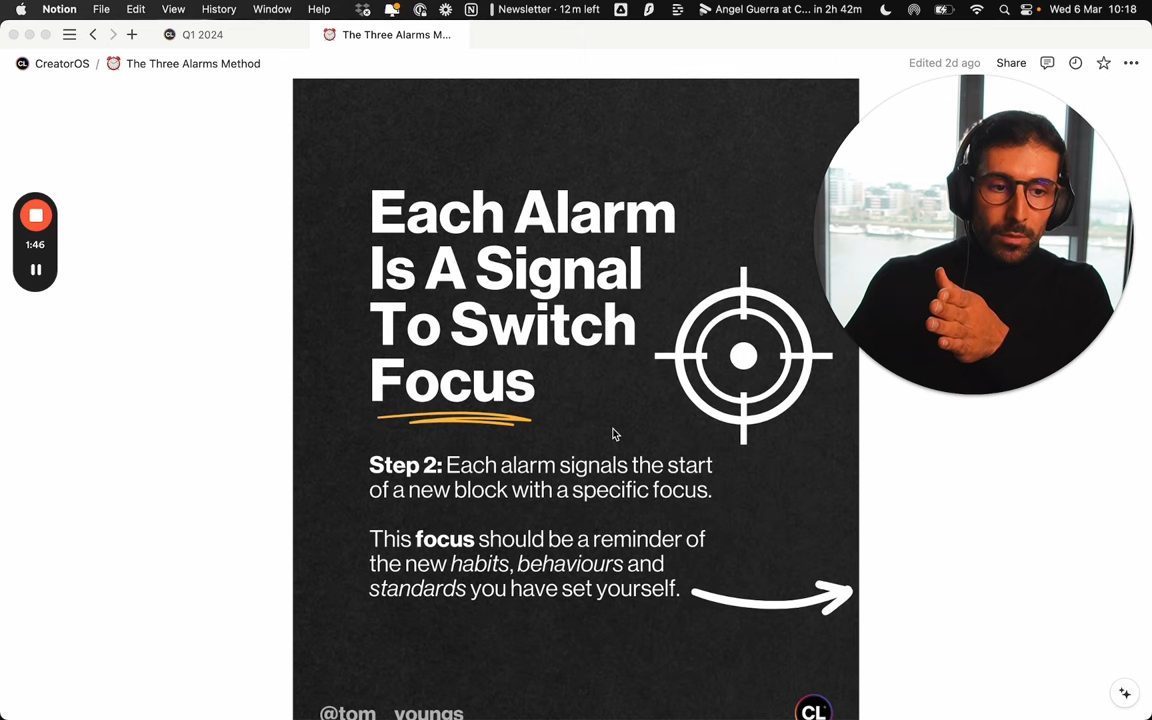 Notion File Edit View History Window Help Newsletter · 12 m left Angel Guerra at C... in 2h 42m Wed 6 Mar 10:18
Q1 2024 The Three Alarms M...
CreatorOS / The Three Alarms Method Edited 2d ago Share
1:46
Each Alarm
Is A Signal
To Switch
Focus
Step 2: Each alarm signals the start
of a new block with a specific focus.
This focus should be a reminder of
the new habits, behaviours and
standards you have set yourself.
@tom_youngs
CL